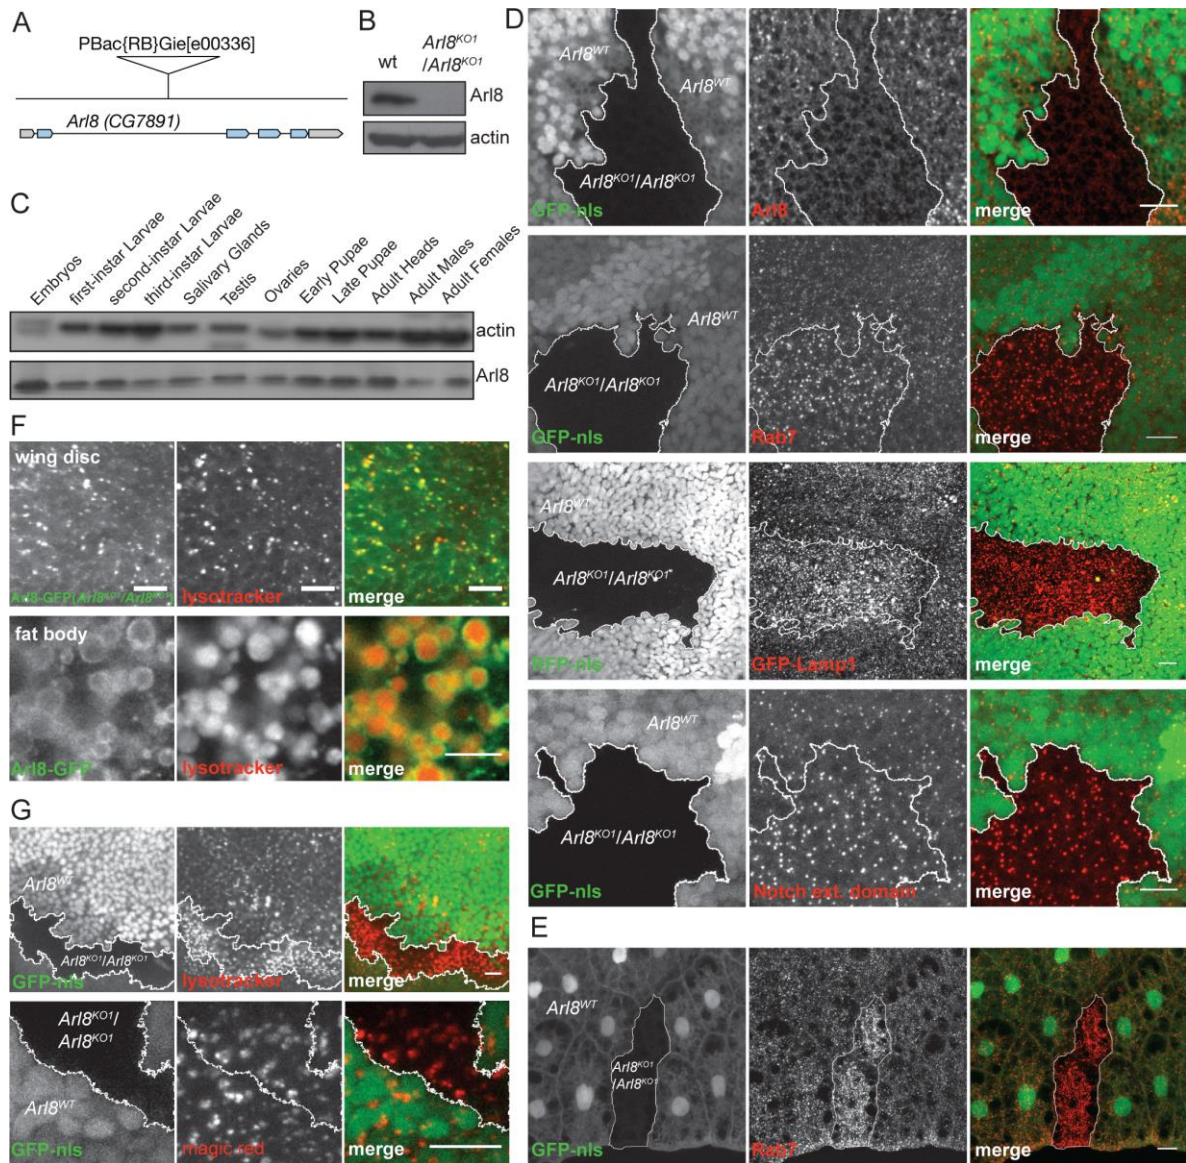 A
PBac{RB}Gie[e00336]
Arl8 (CG7891)
B
wt
Arl8KO1
/Arl8KO1
Arl8
actin
C
Embryos
first-instar Larvae
second-instar Larvae
third-instar Larvae
Salivary Glands
Testis
Ovaries
Early Pupae
Late Pupae
Adult Heads
Adult Males
Adult Females
actin
Arl8
D
Arl8WT
Arl8WT
Arl8KO1/Arl8KO1
GFP-nls
Arl8
merge
Arl8WT
Arl8KO1/Arl8KO1
GFP-nls
Rab7
merge
Arl8WT
Arl8KO1/Arl8KO1
RFP-nls
GFP-Lamp1
merge
Arl8WT
Arl8KO1/Arl8KO1
GFP-nls
Notch ext. domain
merge
E
Arl8WT
Arl8KO1
/Arl8KO1
GFP-nls
Rab7
merge
F
wing disc
Arl8-GFP(Arl8KO1/Arl8KO1)
lysotracker
merge
fat body
Arl8-GFP
lysotracker
merge
G
Arl8WT
Arl8KO1/Arl8KO1
GFP-nls
lysotracker
merge
Arl8KO1/
Arl8KO1
Arl8WT
GFP-nls
magic red
merge